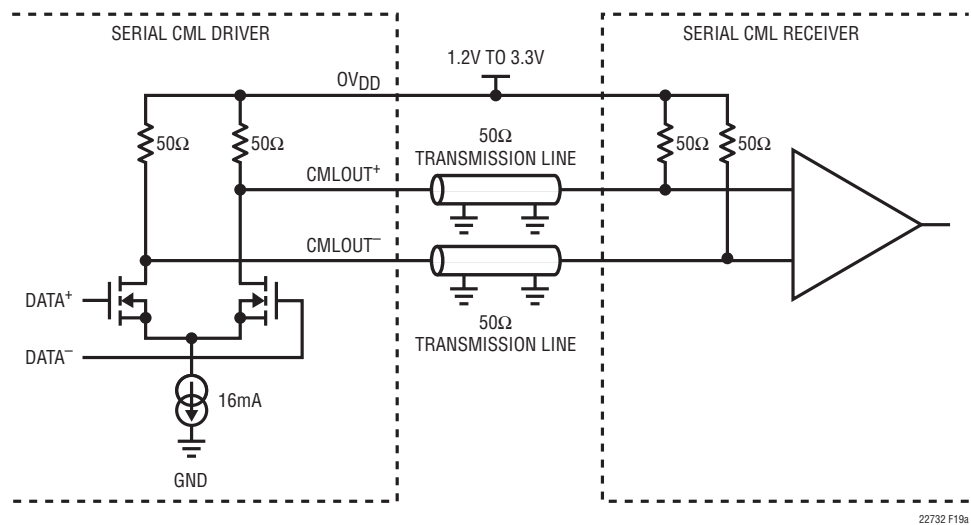 SERIAL CML DRIVER
SERIAL CML RECEIVER
1.2V TO 3.3V
OVDD
50Ω
50Ω
50Ω
TRANSMISSION LINE
50Ω
50Ω
CMLOUT+
CMLOUT–
DATA+
DATA–
50Ω
TRANSMISSION LINE
16mA
GND
22732 F19a